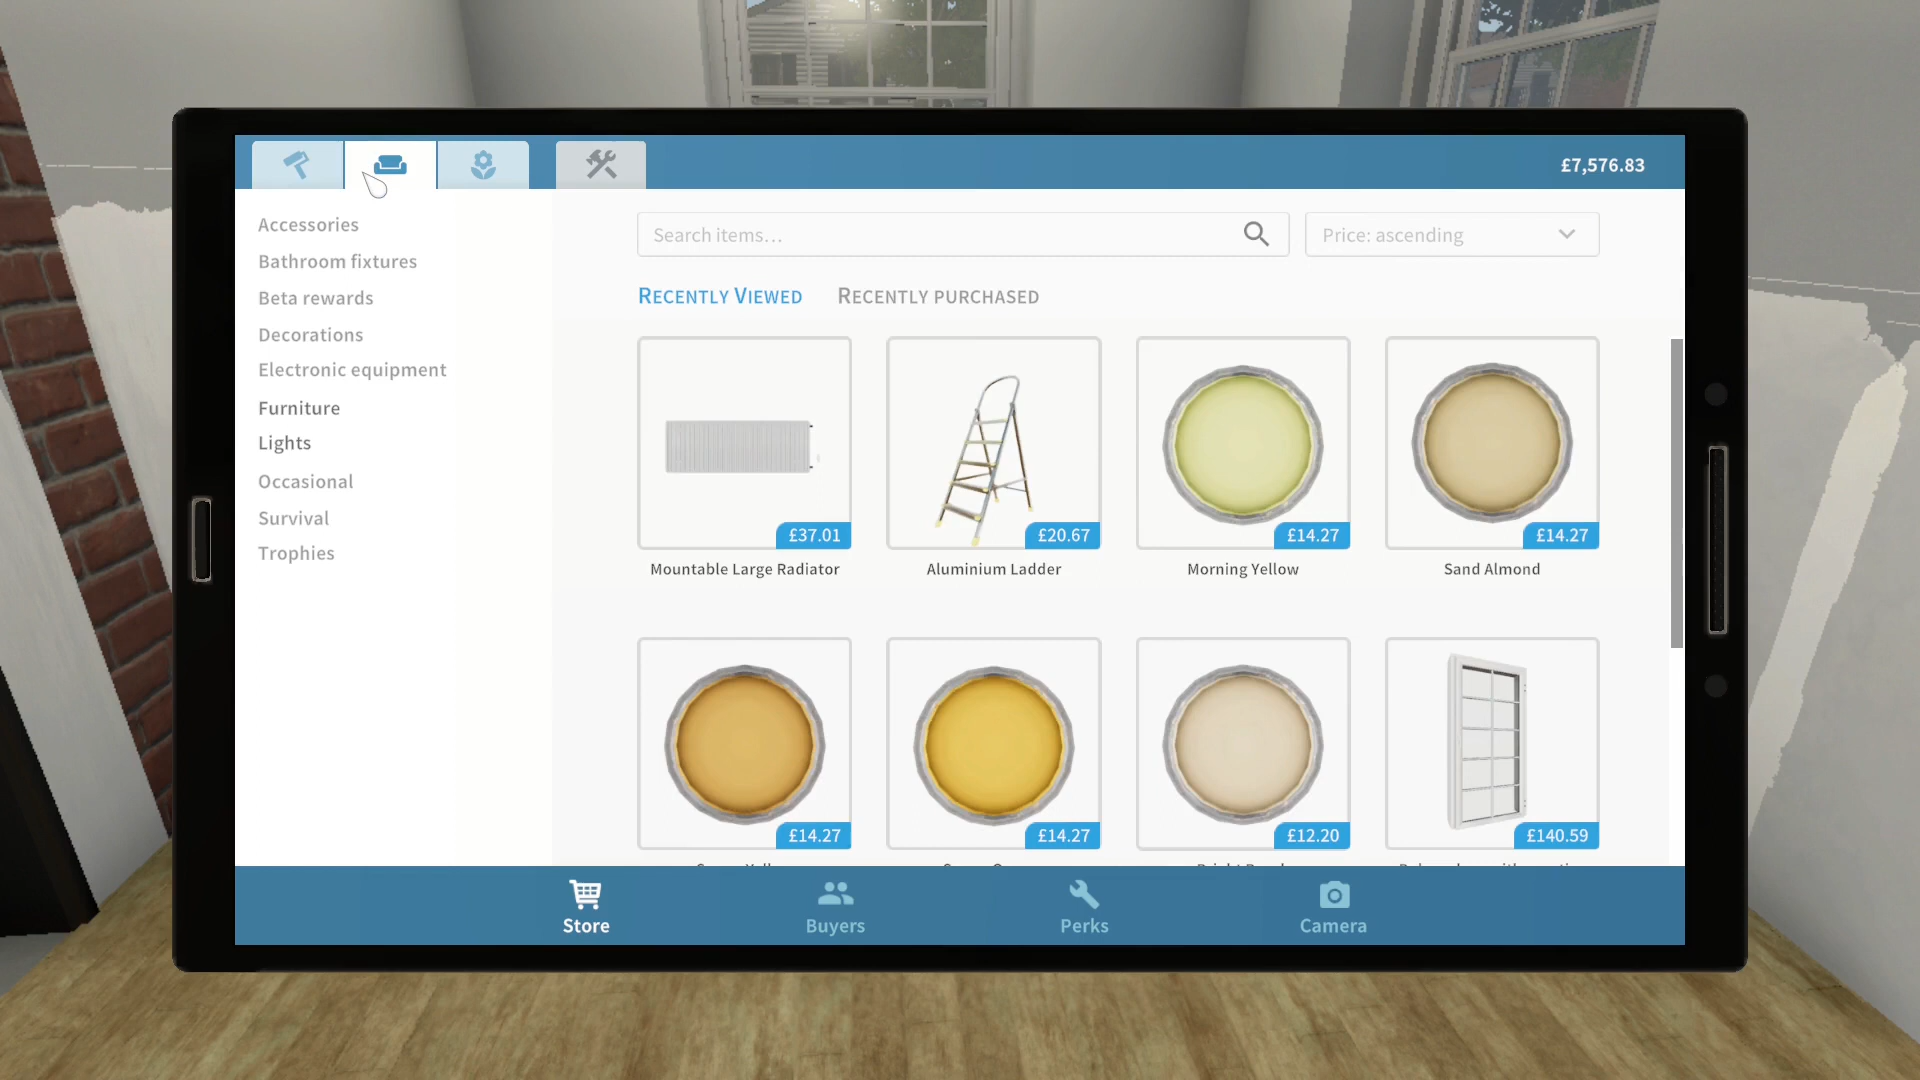 £7,576.83
Accessories
Bathroom fixtures
Beta rewards
Decorations
Electronic equipment
Furniture
Lights
Occasional
Survival
Trophies
Search items...
Price: ascending
RECENTLY VIEWED
RECENTLY PURCHASED
£37.01
£20.67
£14.27
£14.27
Mountable Large Radiator
Aluminium Ladder
Morning Yellow
Sand Almond
£14.27
£14.27
£12.20
£140.59
Store
Buyers
Perks
Camera